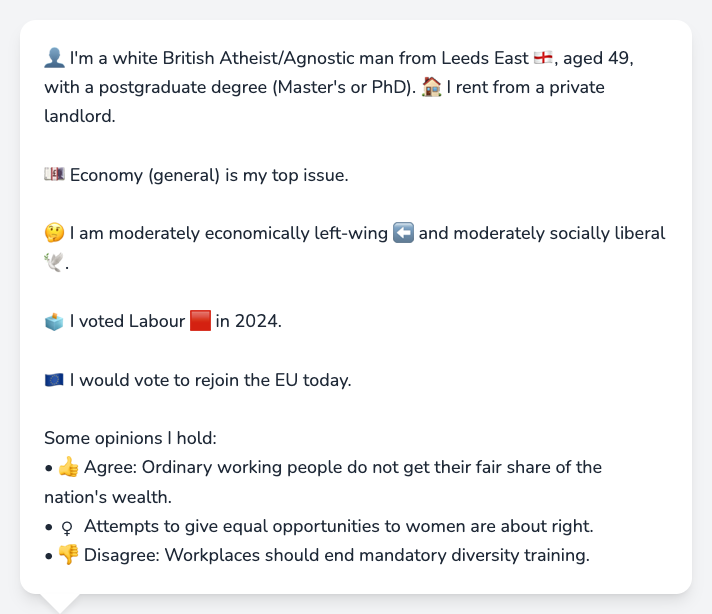 👤 I'm a white British Atheist/Agnostic man from Leeds East 🏴󠁧󠁢󠁥󠁮󠁧󠁿, aged 49,
with a postgraduate degree (Master's or PhD). 🏠 I rent from a private
landlord.
💷 Economy (general) is my top issue.
🤔 I am moderately economically left-wing ⬅️ and moderately socially liberal
🕊️.
🗳️ I voted Labour 🟥 in 2024.
🇪🇺 I would vote to rejoin the EU today.
Some opinions I hold:
• 👍 Agree: Ordinary working people do not get their fair share of the
nation's wealth.
• ♀ Attempts to give equal opportunities to women are about right.
• 👎 Disagree: Workplaces should end mandatory diversity training.